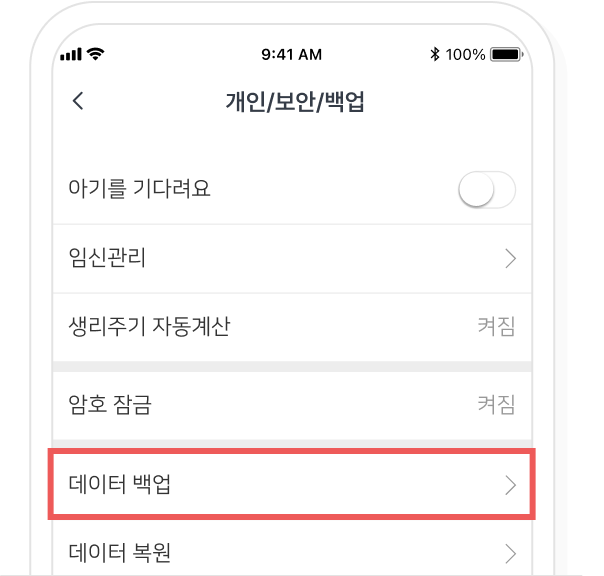 9:41 AM
100%
개인/보안/백업
아기를 기다려요
임신관리
생리주기 자동계산 켜짐
암호 잠금 켜짐
데이터 백업
데이터 복원